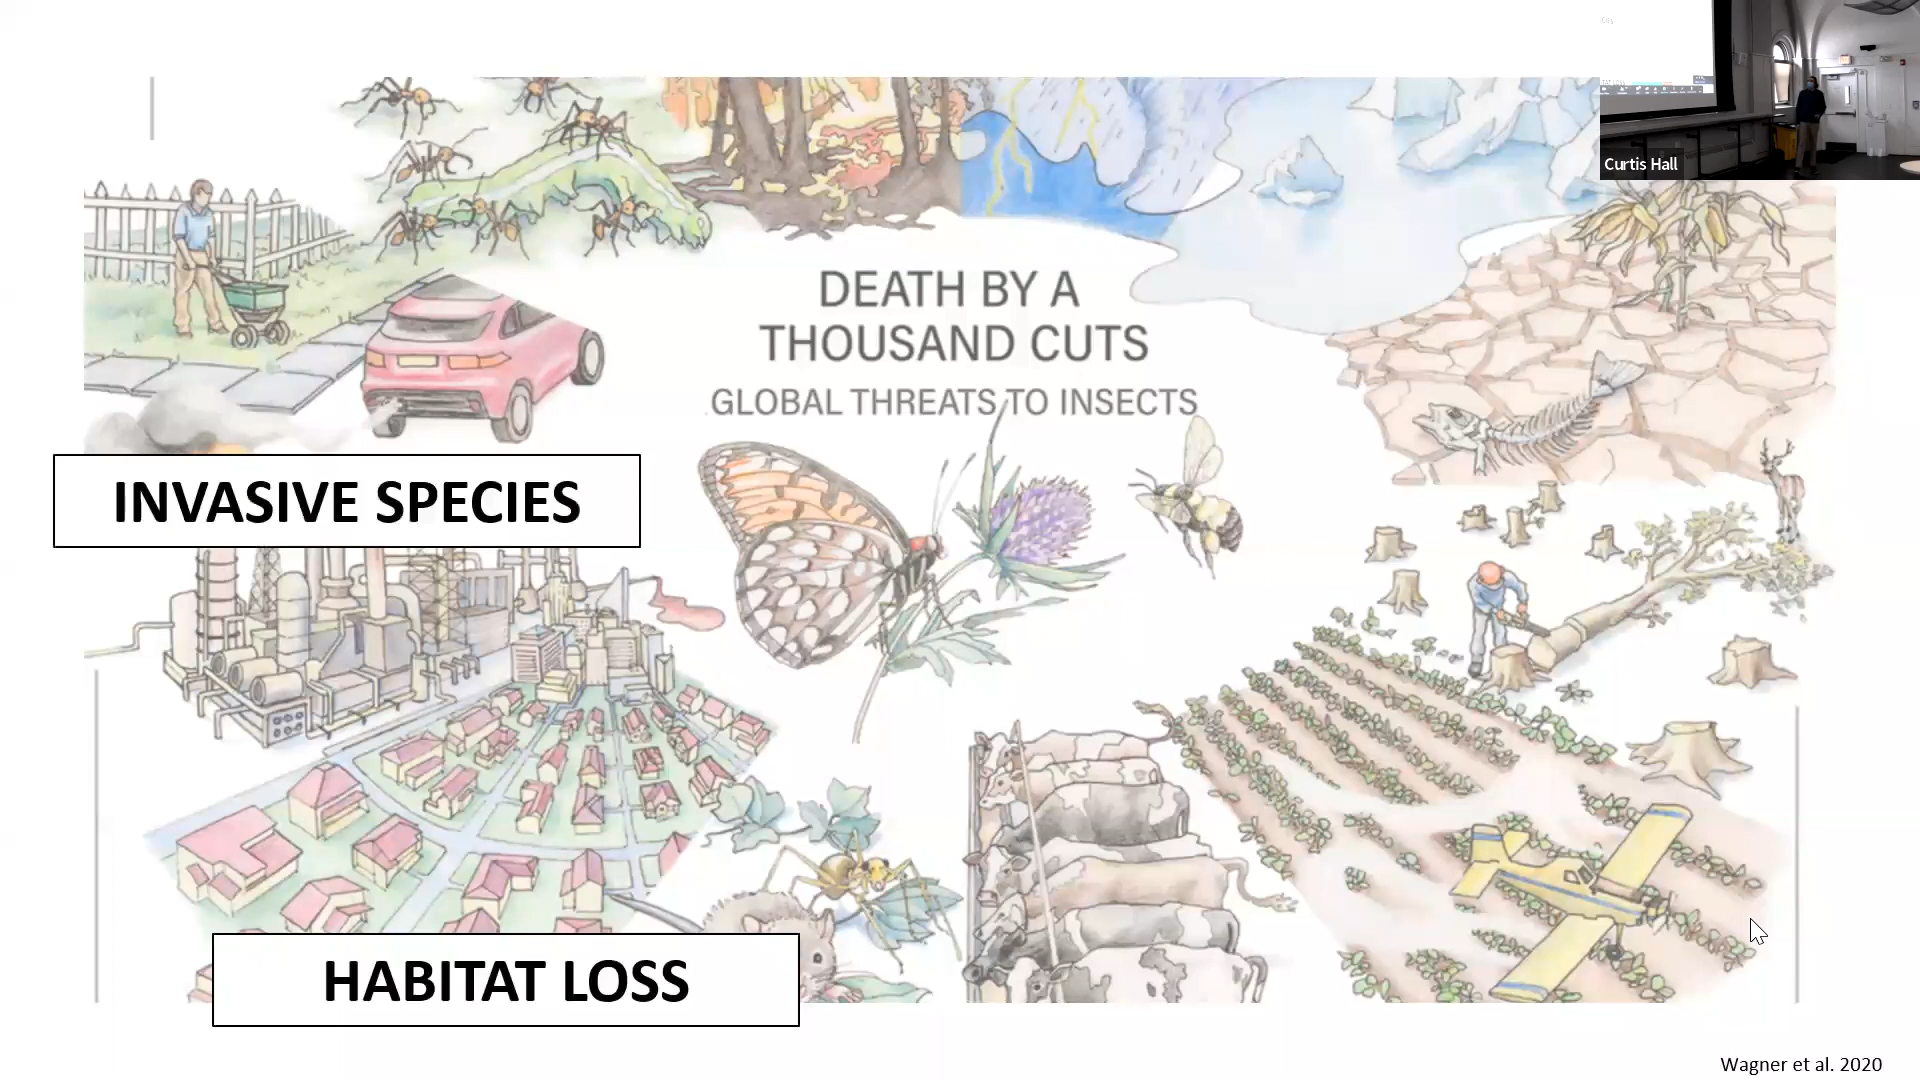 Curtis Hall
DEATH BY A
THOUSAND CUTS
GLOBAL THREATS TO INSECTS
INVASIVE SPECIES
HABITAT LOSS
Wagner et al. 2020